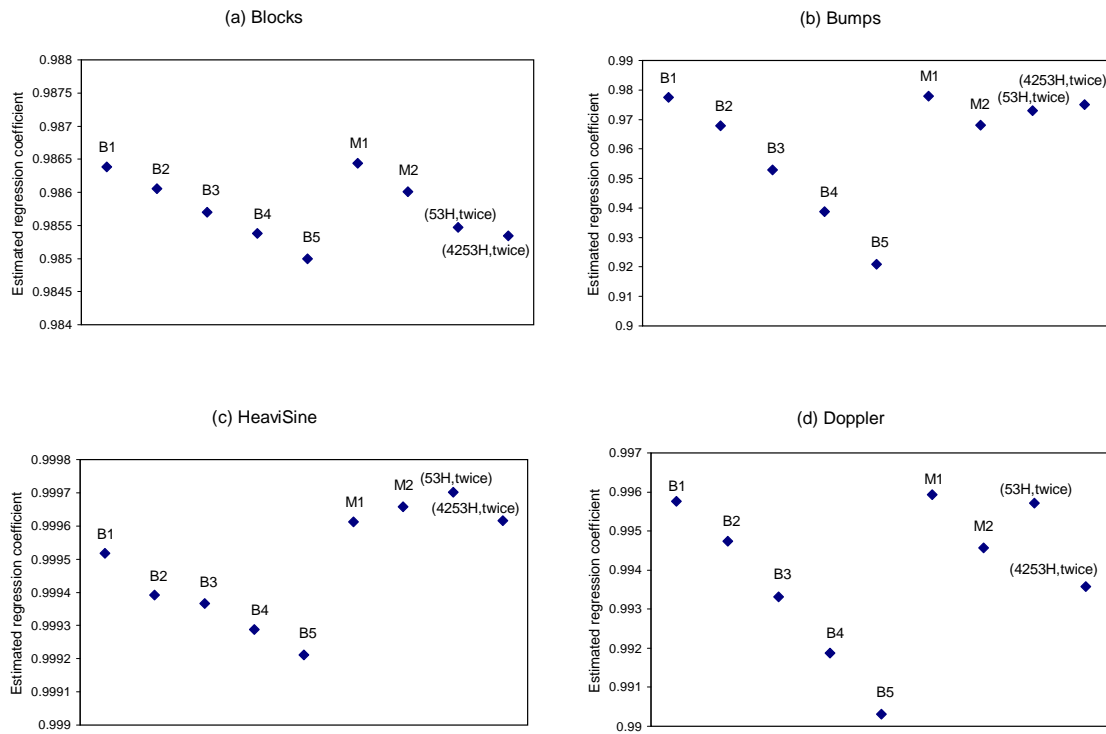 (a) Blocks
Estimated regression coefficient
0.988
0.9875
0.987
0.9865
0.986
0.9855
0.985
0.9845
0.984
B1
B2
B3
B4
B5
M1
M2
(53H,twice)
(4253H,twice)
(b) Bumps
Estimated regression coefficient
0.99
0.98
0.97
0.96
0.95
0.94
0.93
0.92
0.91
0.9
B1
B2
B3
B4
B5
M1
M2
(53H,twice)
(4253H,twice)
(c) HeaviSine
Estimated regression coefficient
0.9998
0.9997
0.9996
0.9995
0.9994
0.9993
0.9992
0.9991
0.999
B1
B2
B3
B4
B5
M1
M2
(53H,twice)
(4253H,twice)
(d) Doppler
Estimated regression coefficient
0.997
0.996
0.995
0.994
0.993
0.992
0.991
0.99
B1
B2
B3
B4
B5
M1
M2
(53H,twice)
(4253H,twice)